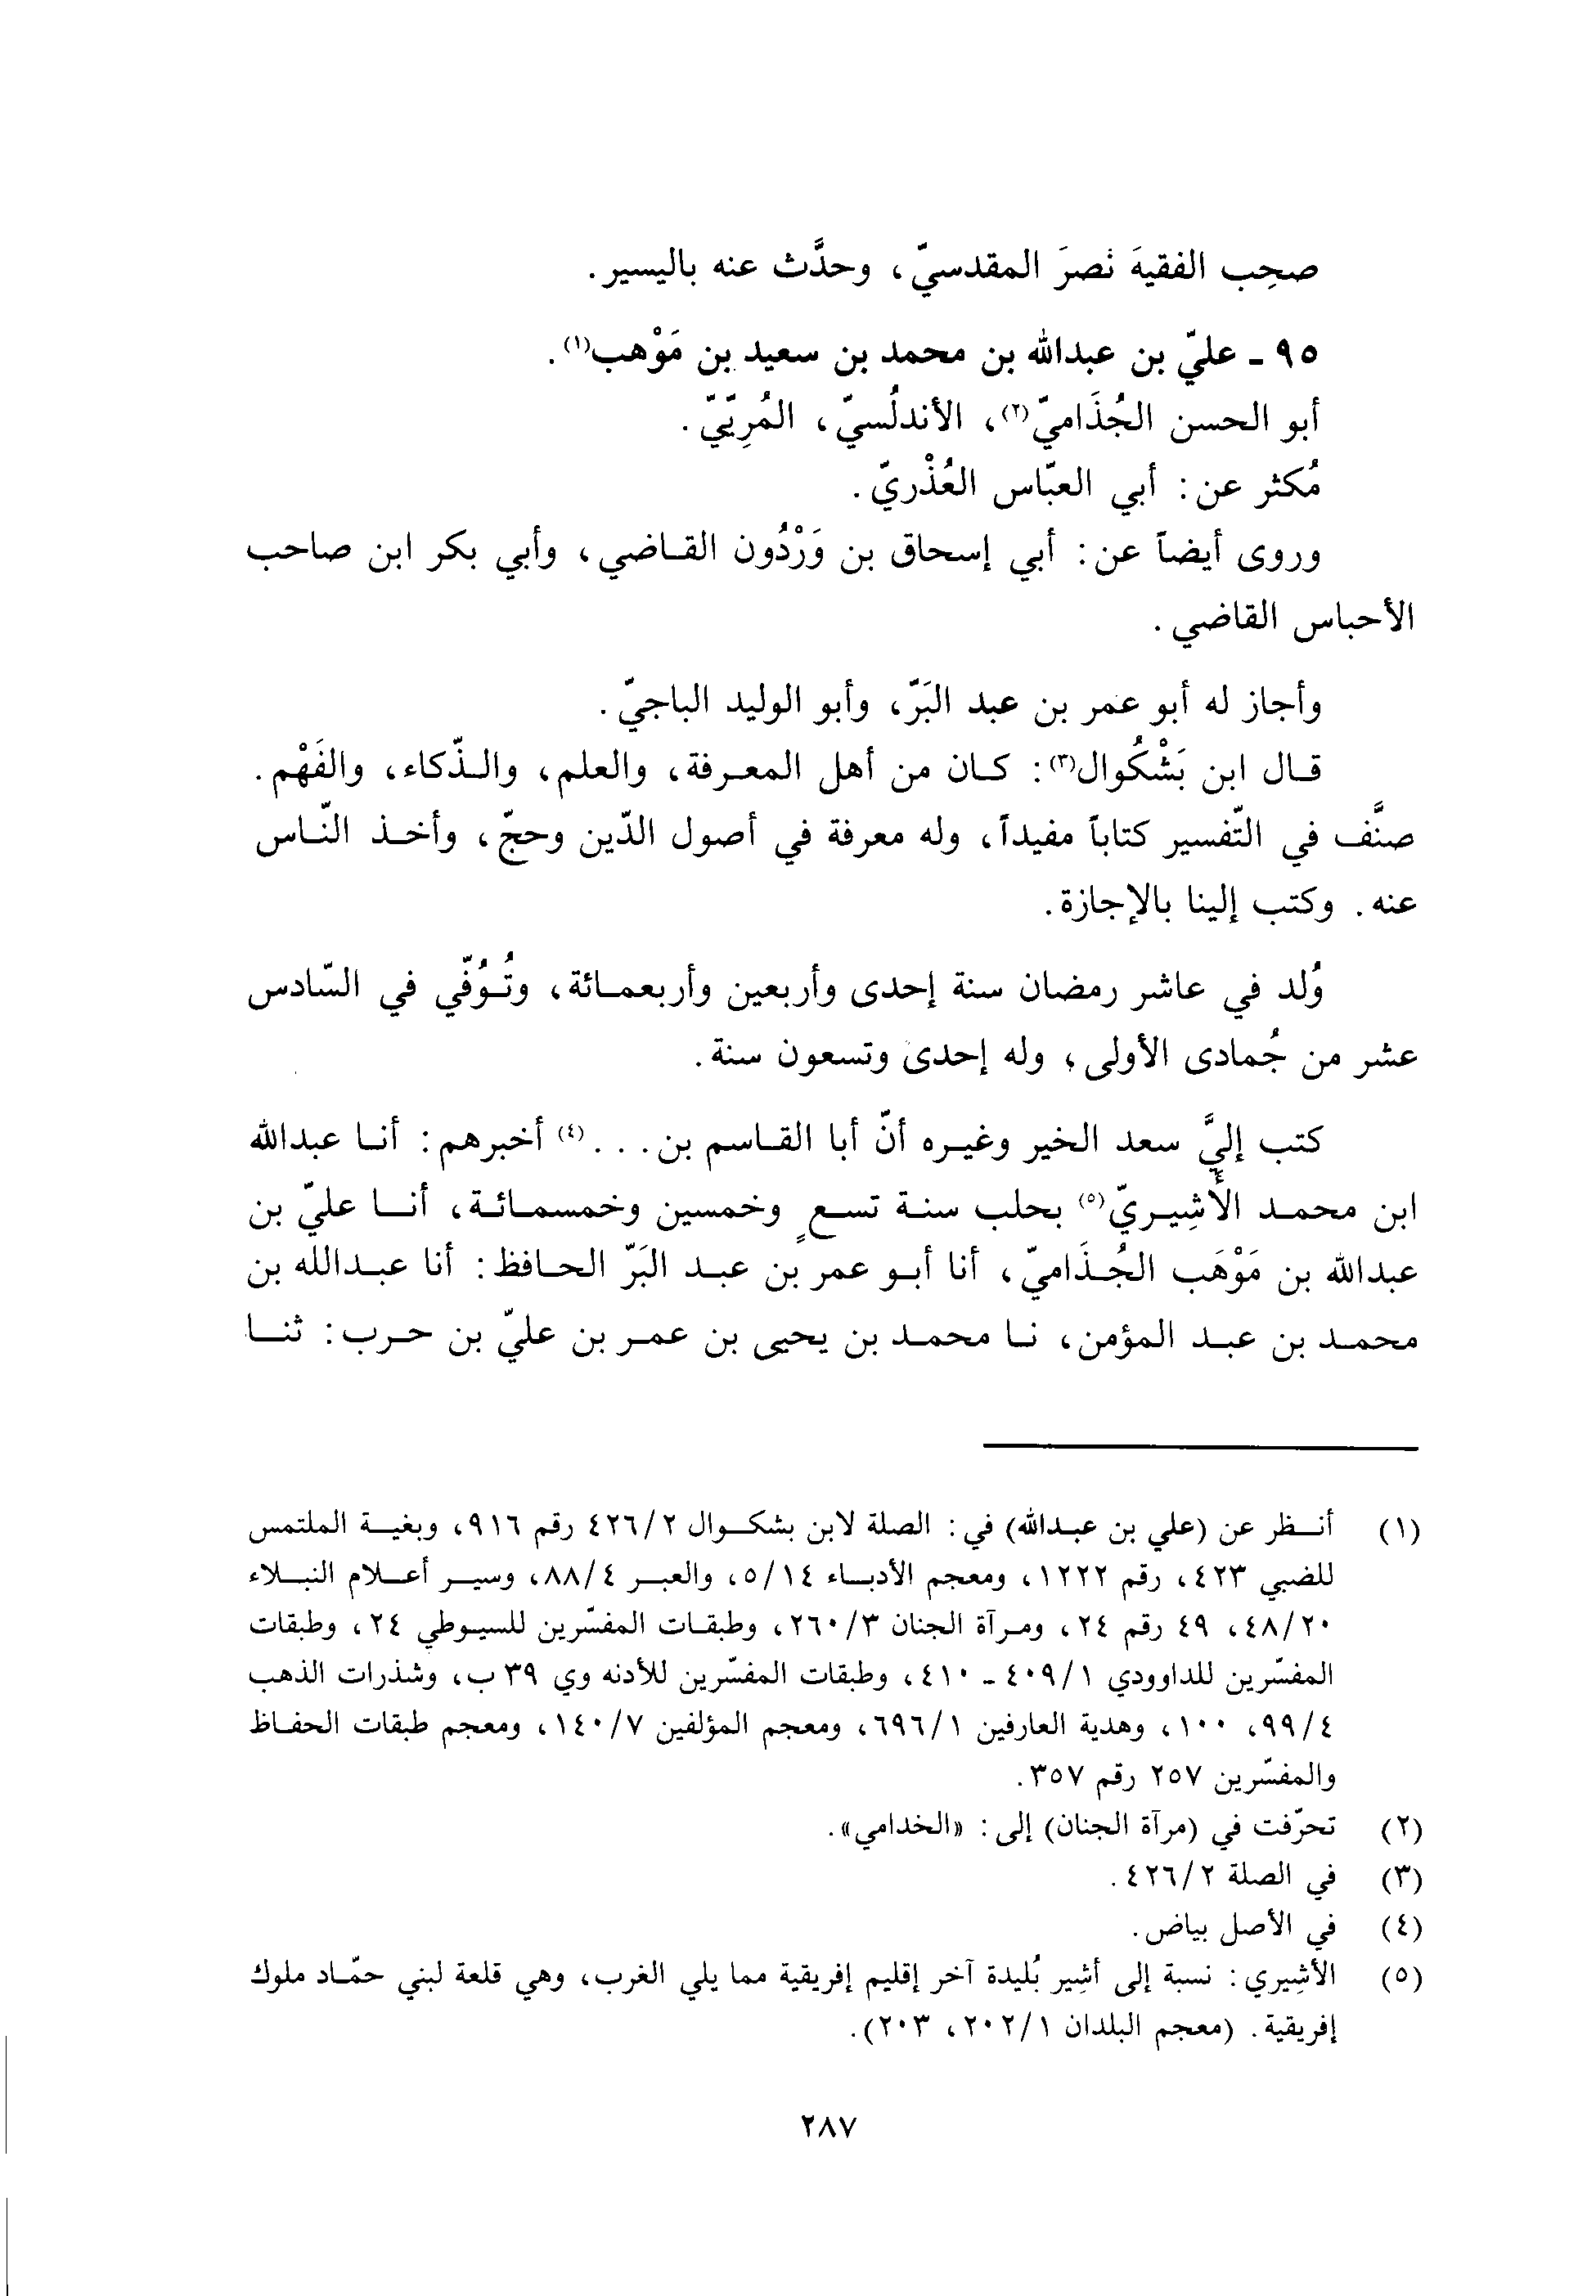 صحِب الفقيهَ نصرَ المقدسيّ، وحدَّث عنه باليسير.
٩٥ - عليّ بن عبدالله بن محمد بن سعيد بن مَوْهب(١).
أبو الحسن الجُذَاميّ(٢)، الأندلُسيّ، المُرِيّيّ.
مُكثر عن: أبي العبّاس العُذْريّ.
وروى أيضاً عن: أبي إسحاق بن وَرْدُون القاضي، وأبي بكر ابن صاحب
الأحباس القاضي.
وأجاز له أبو عمر بن عبد البَرّ، وأبو الوليد الباجيّ.
قال ابن بَشْكُوال(٣): كان من أهل المعرفة، والعلم، والذّكاء، والفَهْم.
صنَّف في التّفسير كتاباً مفيداً، وله معرفة في أصول الدّين وحجّ، وأخذ النّاس
عنه. وكتب إلينا بالإجازة.
وُلد في عاشر رمضان سنة إحدى وأربعين وأربعمائة، وتُوُفّي في السّادس
عشر من جُمادى الأولى، وله إحدى وتسعون سنة.
كتب إليَّ سعد الخير وغيره أنّ أبا القاسم بن...(٤) أخبرهم: أنا عبدالله
ابن محمد الأَشِيريّ(٥) بحلب سنة تسعٍ وخمسين وخمسمائة، أنا عليّ بن
عبدالله بن مَوْهَب الجُذَاميّ، أنا أبو عمر بن عبد البَرّ الحافظ: أنا عبدالله بن
محمد بن عبد المؤمن، نا محمد بن يحيى بن عمر بن عليّ بن حرب: ثنا
(١) أنظر عن (علي بن عبدالله) في: الصلة لابن بشكوال ٤٢٦/٢ رقم ٩١٦، وبغية الملتمس
للضبي ٤٢٣، رقم ١٢٢٢، ومعجم الأدباء ٥/١٤، والعبر ٨٨/٤، وسير أعلام النبلاء
٤٨/٢٠، ٤٩ رقم ٢٤، ومرآة الجنان ٢٦٠/٣، وطبقات المفسّرين للسيوطي ٢٤، وطبقات
المفسّرين للداوودي ٤٠٩/١ - ٤١٠، وطبقات المفسّرين للأدنه وي ٣٩ ب، وشذرات الذهب
٩٩/٤، ١٠٠، وهدية العارفين ٦٩٦/١، ومعجم المؤلفين ١٤٠/٧، ومعجم طبقات الحفاظ
والمفسّرين ٢٥٧ رقم ٣٥٧.
(٢) تحرّفت في (مرآة الجنان) إلى: «الخدامي».
(٣) في الصلة ٤٢٦/٢.
(٤) في الأصل بياض.
(٥) الأشِيري: نسبة إلى أشِير بُليدة آخر إقليم إفريقية مما يلي الغرب، وهي قلعة لبني حمّاد ملوك
إفريقية. (معجم البلدان ٢٠٢/١، ٢٠٣).
٢٨٧